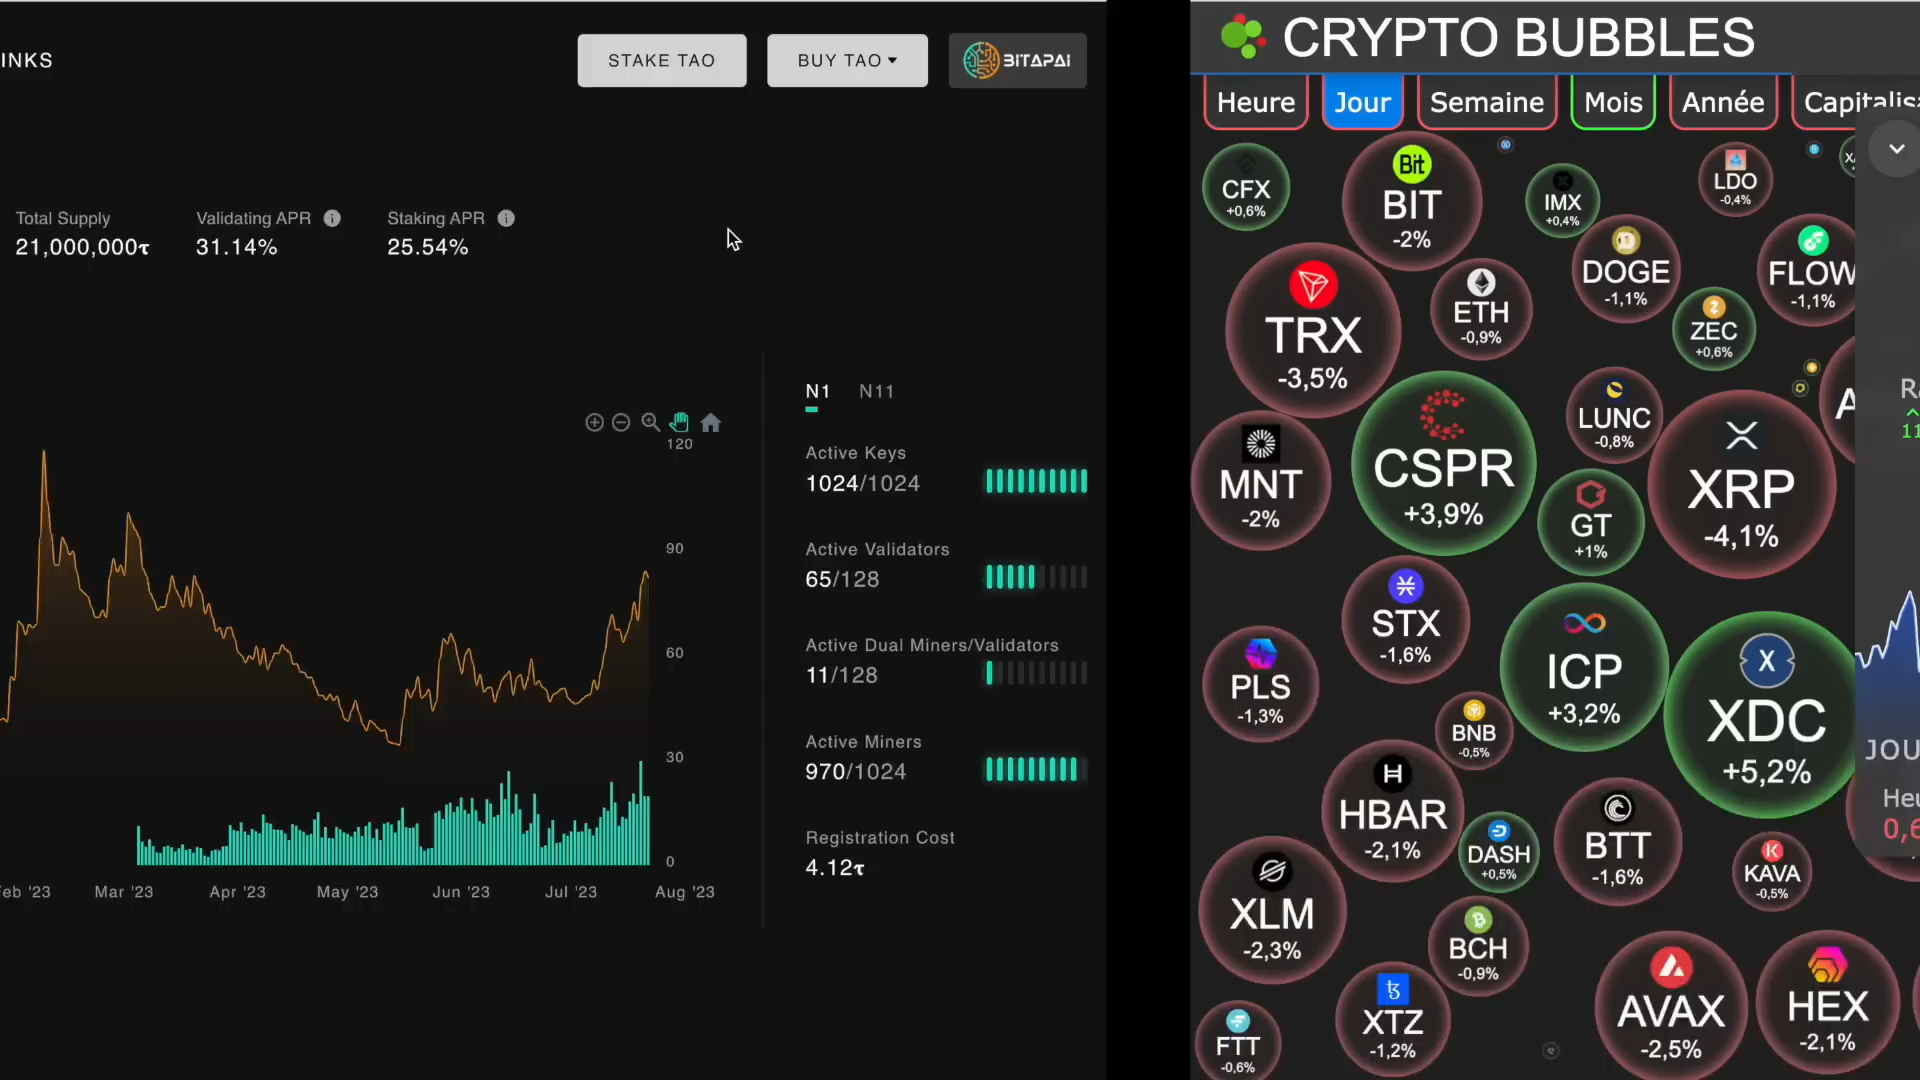 INKS
STAKE TAO
BUY TAO
BITAPAI
Total Supply
21,000,000τ
Validating APR
31.14%
Staking APR
25.54%
N1 N11
Active Keys
1024/1024
Active Validators
65/128
Active Dual Miners/Validators
11/128
Active Miners
970/1024
Registration Cost
4.12τ
120
90
60
30
0
eb '23 Mar '23 Apr '23 May '23 Jun '23 Jul '23 Aug '23
CRYPTO BUBBLES
Heure Jour Semaine Mois Année Capitalisa
CFX
+0,6%
Bit
BIT
-2%
IMX
+0,4%
LDO
-0,4%
DOGE
-1,1%
FLOW
-1,1%
TRX
-3,5%
ETH
-0,9%
ZEC
+0,6%
LUNC
-0,8%
XRP
-4,1%
MNT
-2%
CSPR
+3,9%
GT
+1%
STX
-1,6%
ICP
+3,2%
XDC
+5,2%
PLS
-1,3%
BNB
-0,5%
HBAR
-2,1%
DASH
+0,5%
BTT
-1,6%
KAVA
-0,5%
XLM
-2,3%
BCH
-0,9%
AVAX
-2,5%
HEX
-2,1%
XTZ
-1,2%
FTT
-0,6%
Ra
11
JOU
Heu
0,6